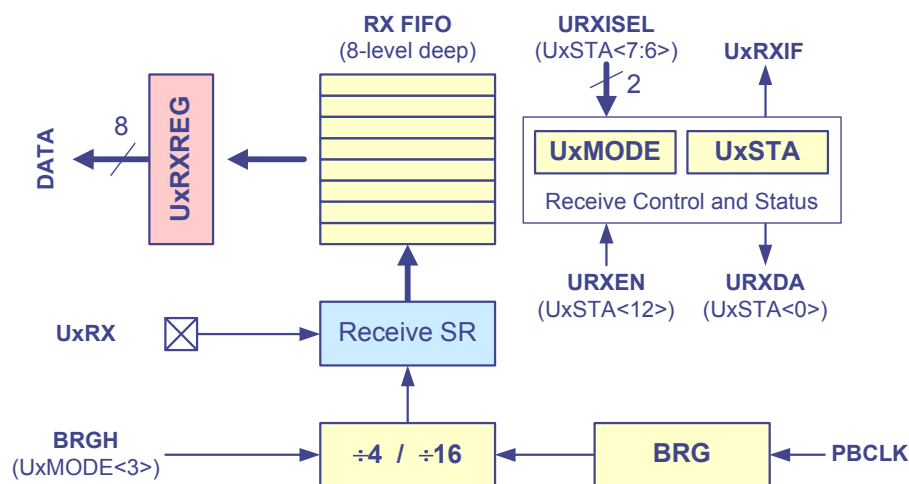 RX FIFO
(8-level deep)
URXISEL
(UxSTA<7:6>)
2
UxRXIF
DATA
8
UxRXREG
UxMODE
UxSTA
Receive Control and Status
URXEN
(UxSTA<12>)
URXDA
(UxSTA<0>)
UxRX
Receive SR
BRGH
(UxMODE<3>)
÷4 / ÷16
BRG
PBCLK